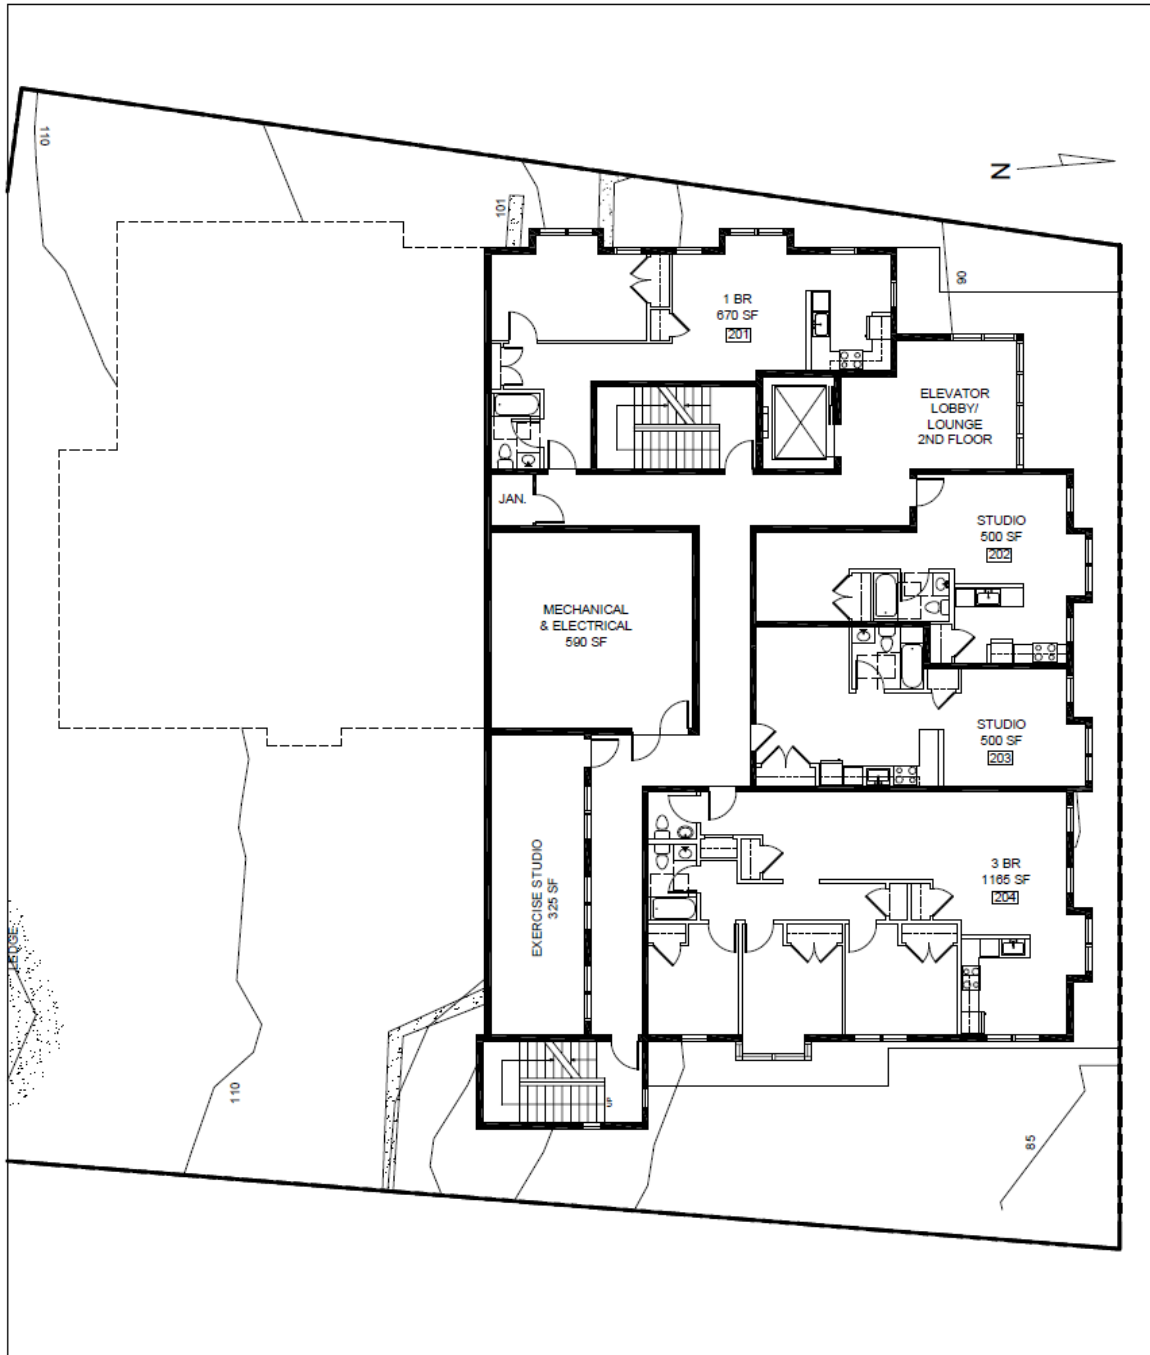 110
N
101
90
1 BR
670 SF
201
ELEVATOR
LOBBY/
LOUNGE
2ND FLOOR
JAN.
STUDIO
500 SF
202
MECHANICAL
& ELECTRICAL
590 SF
STUDIO
500 SF
203
EXERCISE STUDIO
325 SF
3 BR
1165 SF
204
LEDGE
110
UP
85